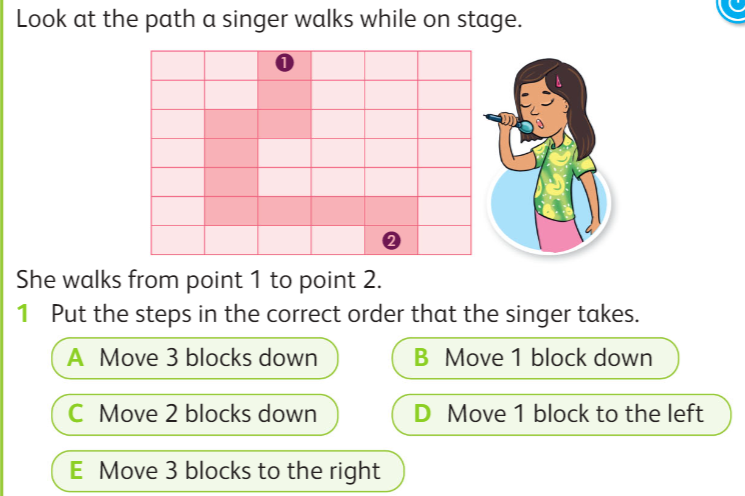 Look at the path a singer walks while on stage.
1
2
She walks from point 1 to point 2.
1 Put the steps in the correct order that the singer takes.
A Move 3 blocks down
B Move 1 block down
C Move 2 blocks down
D Move 1 block to the left
E Move 3 blocks to the right